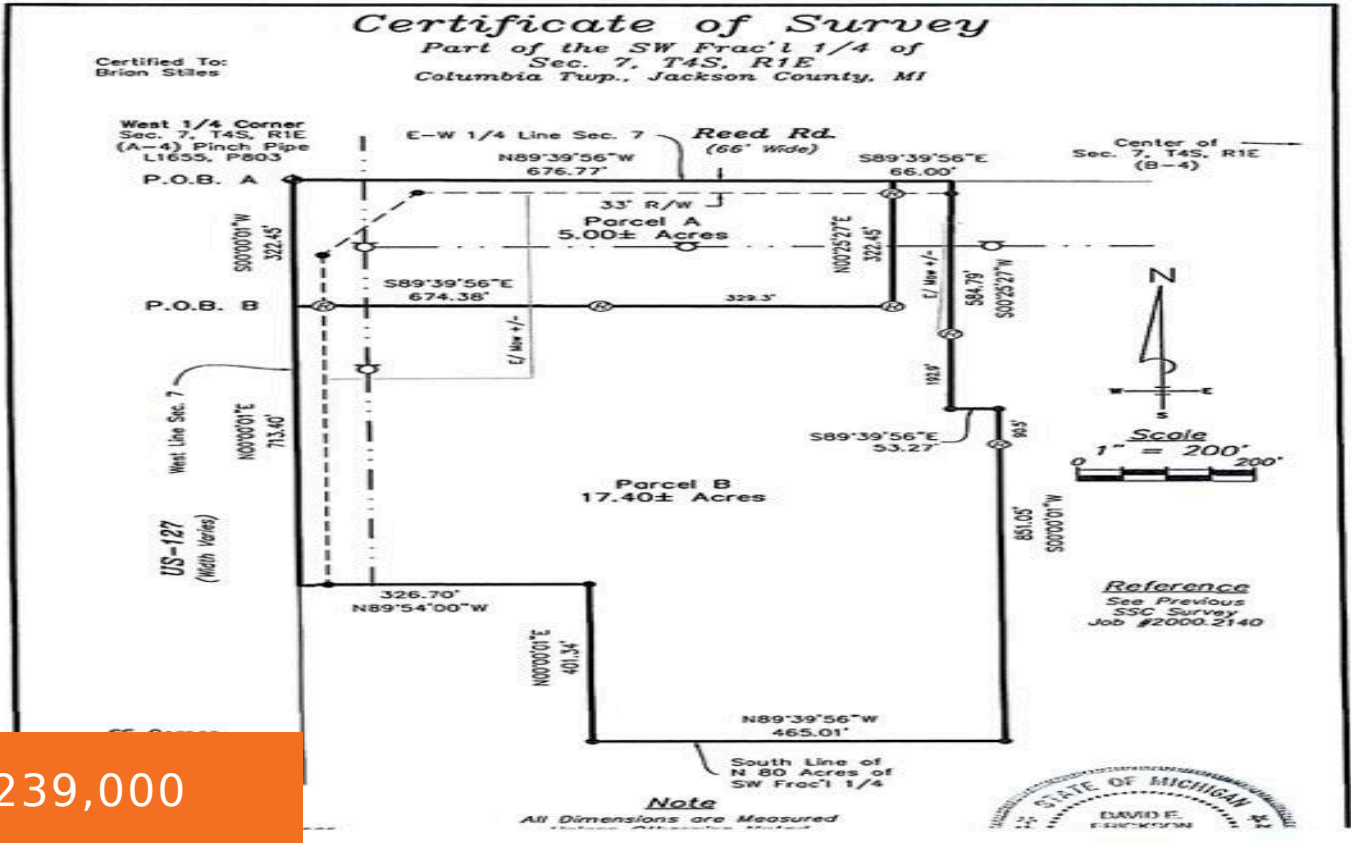 Certificate of Survey
Part of the SW Frac'l 1/4 of
Sec. 7, T4S, R1E
Columbia Twp., Jackson County, MI
Certified To:
Brian Stiles
West 1/4 Corner
Sec. 7, T4S, R1E
(A-4) Pinch Pipe
L1655, P803
E-W 1/4 Line Sec. 7
Reed Rd.
(66' Wide)
Center of
Sec. 7, T4S, R1E
(B-4)
N89°39'56"W
676.77'
S89°39'56"E
66.00'
P.O.B. A
33' R/W
Parcel A
5.00± Acres
S00°00'01"W
322.45'
N00°25'27"E
322.45'
E/ Mow +/-
584.79'
S00°25'27"W
S89°39'56"E
674.38'
329.3'
P.O.B. B
E/ Mow +/-
192.9'
N
W E
S
West Line Sec. 7
N00°00'01"E
713.40'
S89°39'56"E
53.27'
90.5'
Scale
1" = 200'
0 200'
Parcel B
17.40± Acres
US-127
(Width Varies)
851.05'
S00°00'01"W
326.70'
N89°54'00"W
Reference
See Previous
SSC Survey
Job #2000.2140
N00°00'01"E
401.34'
N89°39'56"W
465.01'
South Line of
N 80 Acres of
SW Frac'l 1/4
239,000
Note
All Dimensions are Measured
STATE OF MICHIGAN
DAVID E.
ERICKSON